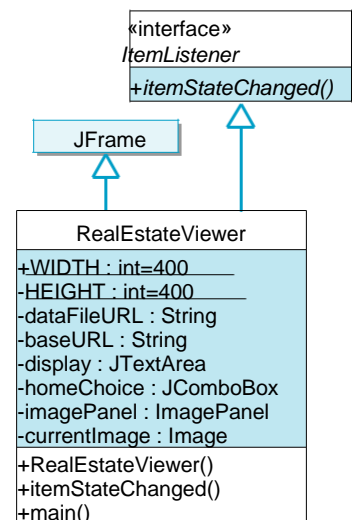 «interface»
ItemListener
+itemStateChanged()
JFrame
RealEstateViewer
+WIDTH : int=400
-HEIGHT : int=400
-dataFileURL : String
-baseURL : String
-display : JTextArea
-homeChoice : JComboBox
-imagePanel : ImagePanel
-currentImage : Image
+RealEstateViewer()
+itemStateChanged()
+main()